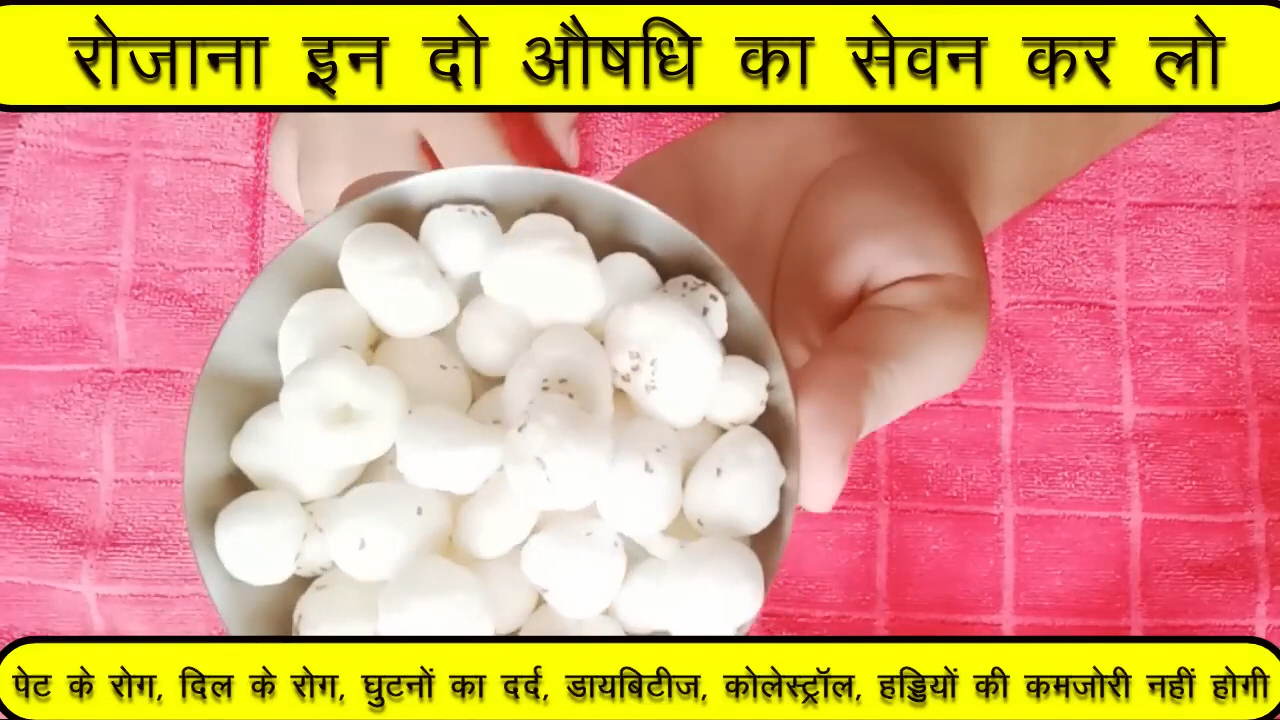 रोजाना इन दो औषधि का सेवन कर लो
पेट के रोग, दिल के रोग, घुटनों का दर्द, डायबिटीज, कोलेस्ट्रॉल, हड्डियों की कमजोरी नहीं होगी